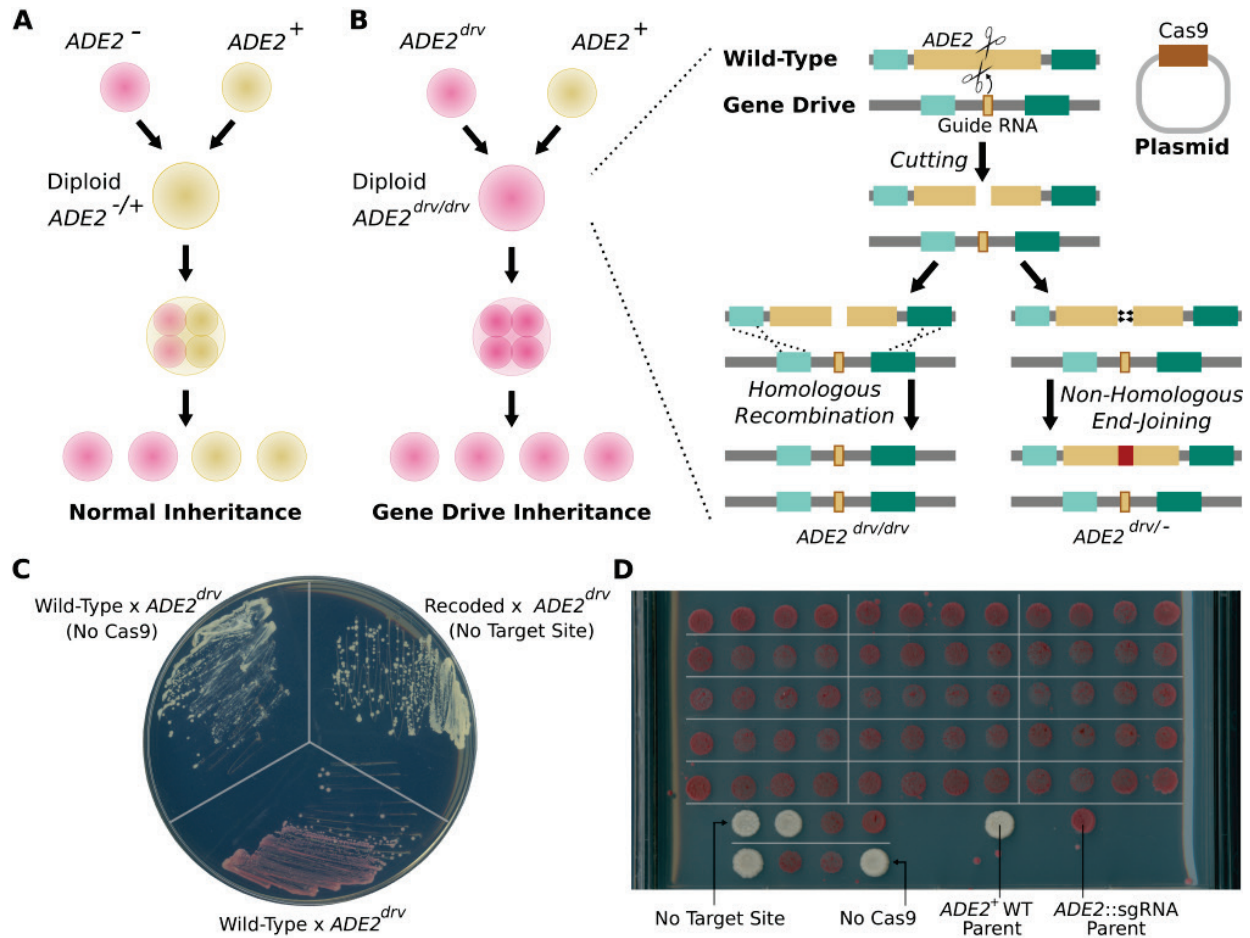 A
ADE2 -
ADE2 +
Diploid
ADE2 -/+
Normal Inheritance
B
ADE2 drv
ADE2 +
Diploid
ADE2 drv/drv
Gene Drive Inheritance
Wild-Type
ADE2
Gene Drive
Guide RNA
Cas9
Plasmid
Cutting
Homologous
Recombination
Non-Homologous
End-Joining
ADE2 drv/drv
ADE2 drv/-
C
Wild-Type x ADE2 drv
(No Cas9)
Recoded x ADE2 drv
(No Target Site)
Wild-Type x ADE2 drv
D
No Target Site
No Cas9
ADE2+ WT
Parent
ADE2::sgRNA
Parent